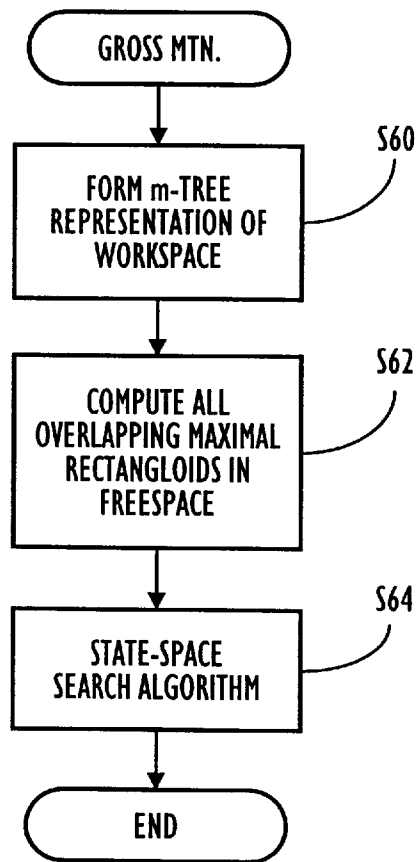 GROSS MTN.
S60
FORM m-TREE
REPRESENTATION OF
WORKSPACE
S62
COMPUTE ALL
OVERLAPPING MAXIMAL
RECTANGLOIDS IN
FREESPACE
S64
STATE-SPACE
SEARCH ALGORITHM
END